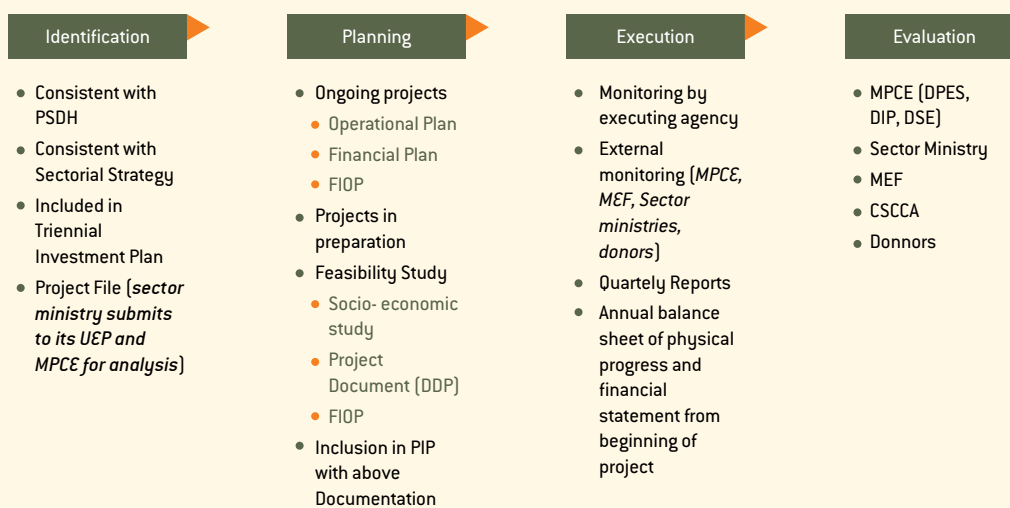 Identification
Consistent with
PSDH
Consistent with
Sectorial Strategy
Included in
Triennial
Investment Plan
Project File (sector
ministry submits
to its UEP and
MPCE for analysis)
Planning
Ongoing projects
Operational Plan
Financial Plan
FIOP
Projects in
preparation
Feasibility Study
Socio- economic
study
Project
Document (DDP)
FIOP
Inclusion in PIP
with above
Documentation
Execution
Monitoring by
executing agency
External
monitoring (MPCE,
MEF, Sector
ministries,
donors)
Quartely Reports
Annual balance
sheet of physical
progress and
financial
statement from
beginning of
project
Evaluation
MPCE (DPES,
DIP, DSE)
Sector Ministry
MEF
CSCCA
Donnors